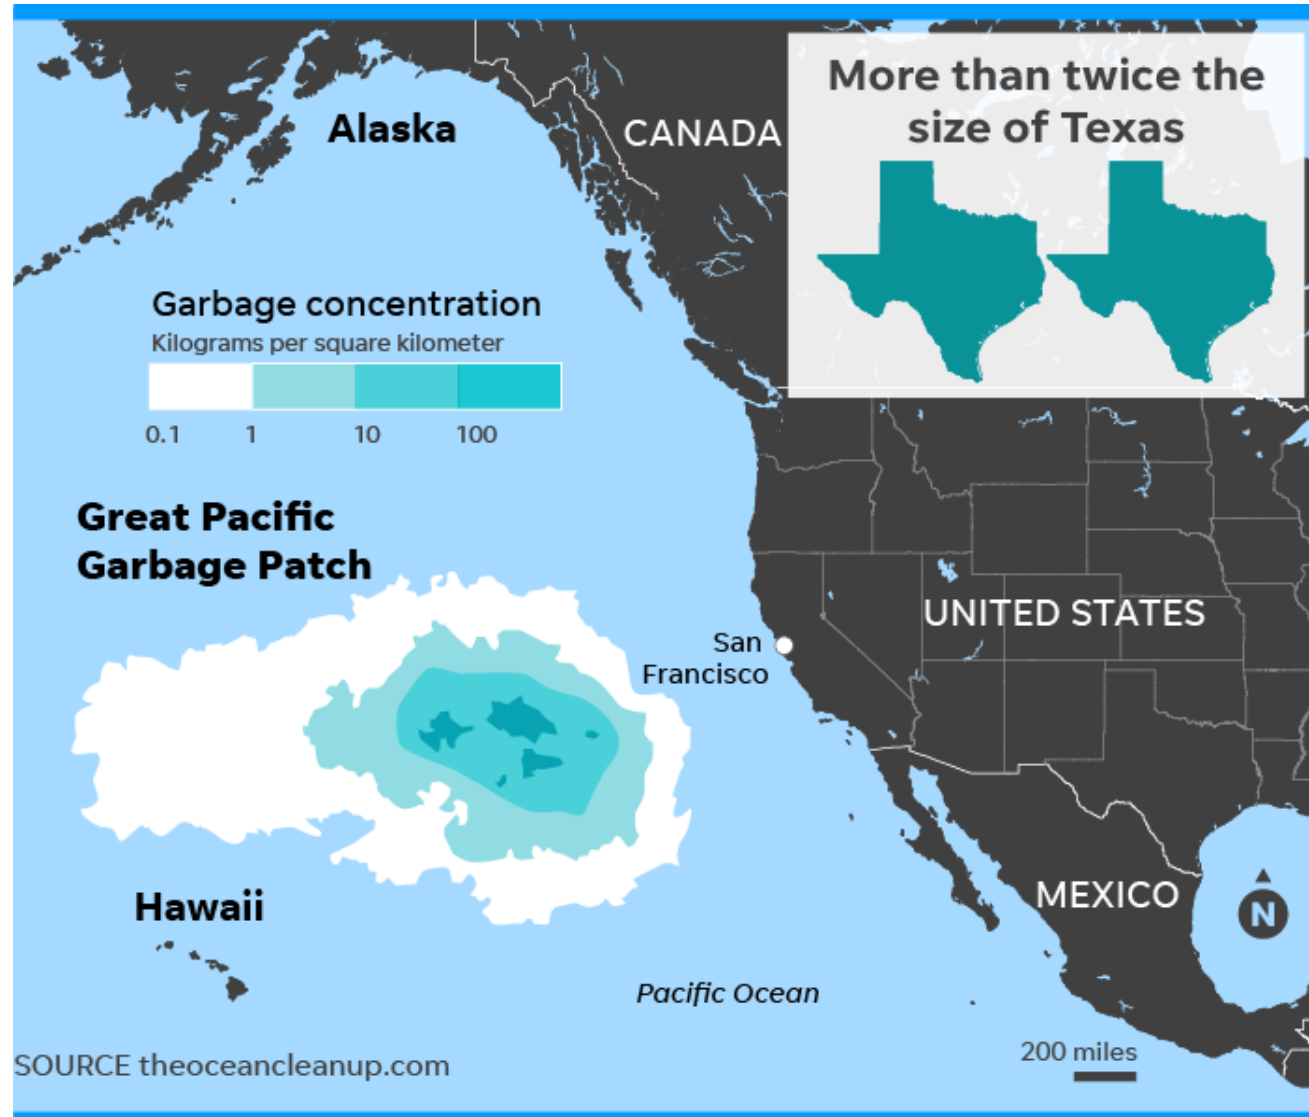 More than twice the
size of Texas
Alaska
CANADA
Garbage concentration
Kilograms per square kilometer
0.1 1 10 100
Great Pacific
Garbage Patch
UNITED STATES
San
Francisco
Hawaii
MEXICO
N
Pacific Ocean
200 miles
SOURCE theoceancleanup.com